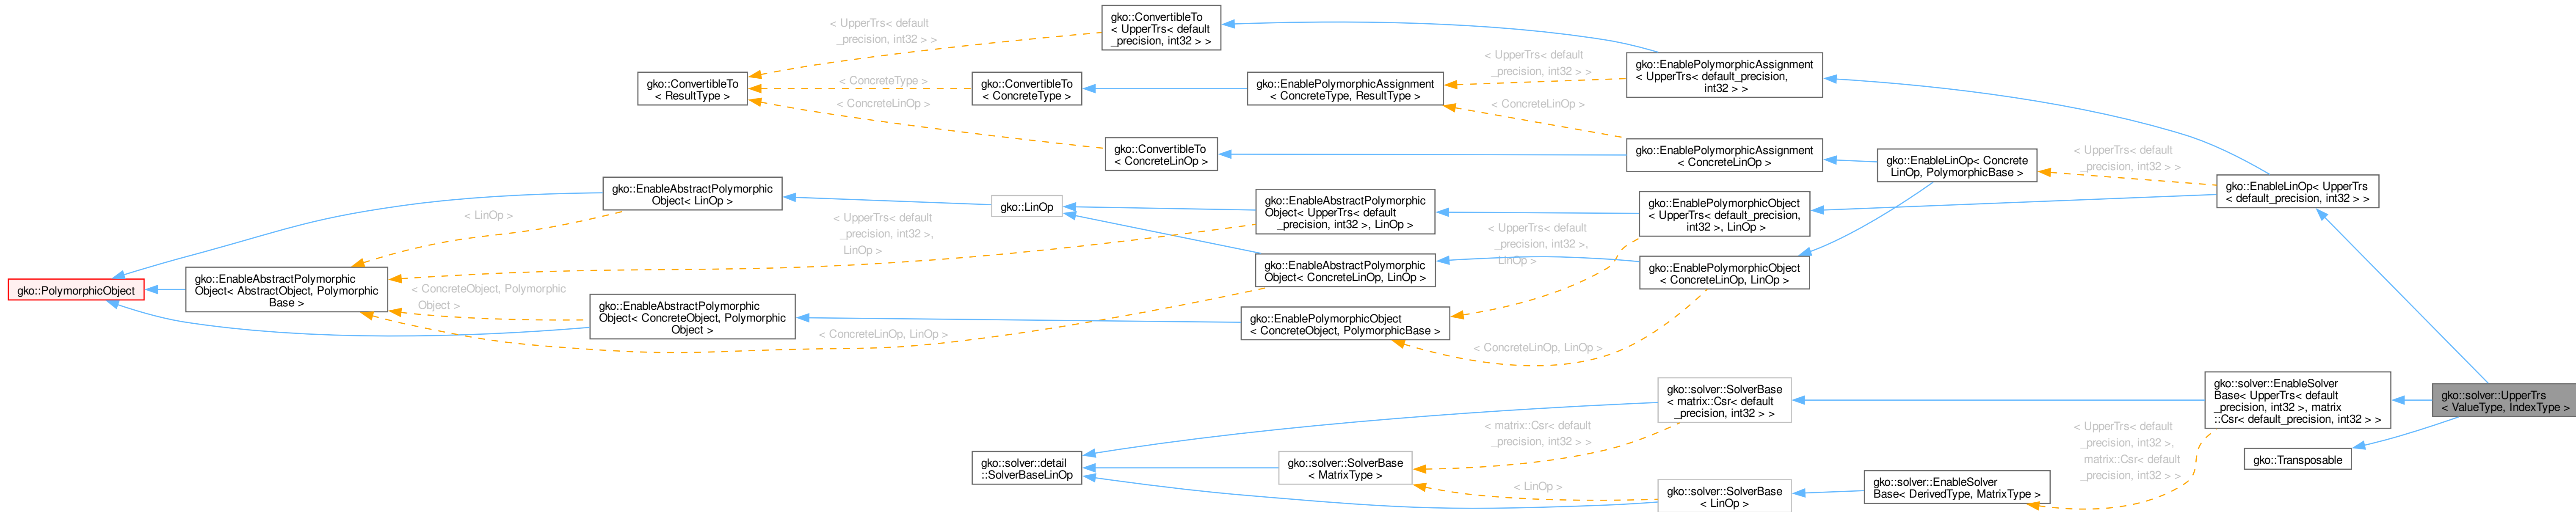 gko::PolymorphicObject
gko::EnableAbstractPolymorphic
Object< AbstractObject, Polymorphic
Base >
gko::EnableAbstractPolymorphic
Object< LinOp >
gko::EnableAbstractPolymorphic
Object< ConcreteObject, Polymorphic
Object >
gko::ConvertibleTo
< ResultType >
gko::ConvertibleTo
< UpperTrs< default
_precision, int32 > >
gko::ConvertibleTo
< ConcreteType >
gko::ConvertibleTo
< ConcreteLinOp >
gko::LinOp
gko::solver::detail
::SolverBaseLinOp
gko::EnablePolymorphicAssignment
< ConcreteType, ResultType >
gko::EnableAbstractPolymorphic
Object< UpperTrs< default
_precision, int32 >, LinOp >
gko::EnableAbstractPolymorphic
Object< ConcreteLinOp, LinOp >
gko::EnablePolymorphicObject
< ConcreteObject, PolymorphicBase >
gko::solver::SolverBase
< MatrixType >
gko::EnablePolymorphicAssignment
< UpperTrs< default_precision,
int32 > >
gko::EnablePolymorphicAssignment
< ConcreteLinOp >
gko::EnablePolymorphicObject
< UpperTrs< default_precision,
int32 >, LinOp >
gko::EnablePolymorphicObject
< ConcreteLinOp, LinOp >
gko::solver::SolverBase
< matrix::Csr< default
_precision, int32 > >
gko::solver::SolverBase
< LinOp >
gko::EnableLinOp< Concrete
LinOp, PolymorphicBase >
gko::solver::EnableSolver
Base< DerivedType, MatrixType >
gko::EnableLinOp< UpperTrs
< default_precision, int32 > >
gko::solver::EnableSolver
Base< UpperTrs< default
_precision, int32 >, matrix
::Csr< default_precision, int32 > >
gko::Transposable
gko::solver::UpperTrs
< ValueType, IndexType >
< UpperTrs< default
_precision, int32 > >
< ConcreteType >
< ConcreteLinOp >
< LinOp >
< UpperTrs< default
_precision, int32 >,
LinOp >
< ConcreteObject, Polymorphic
Object >
< ConcreteLinOp, LinOp >
< UpperTrs< default
_precision, int32 > >
< ConcreteLinOp >
< UpperTrs< default
_precision, int32 >,
LinOp >
< ConcreteLinOp, LinOp >
< matrix::Csr< default
_precision, int32 > >
< LinOp >
< UpperTrs< default
_precision, int32 > >
< UpperTrs< default
_precision, int32 >,
matrix::Csr< default
_precision, int32 > >